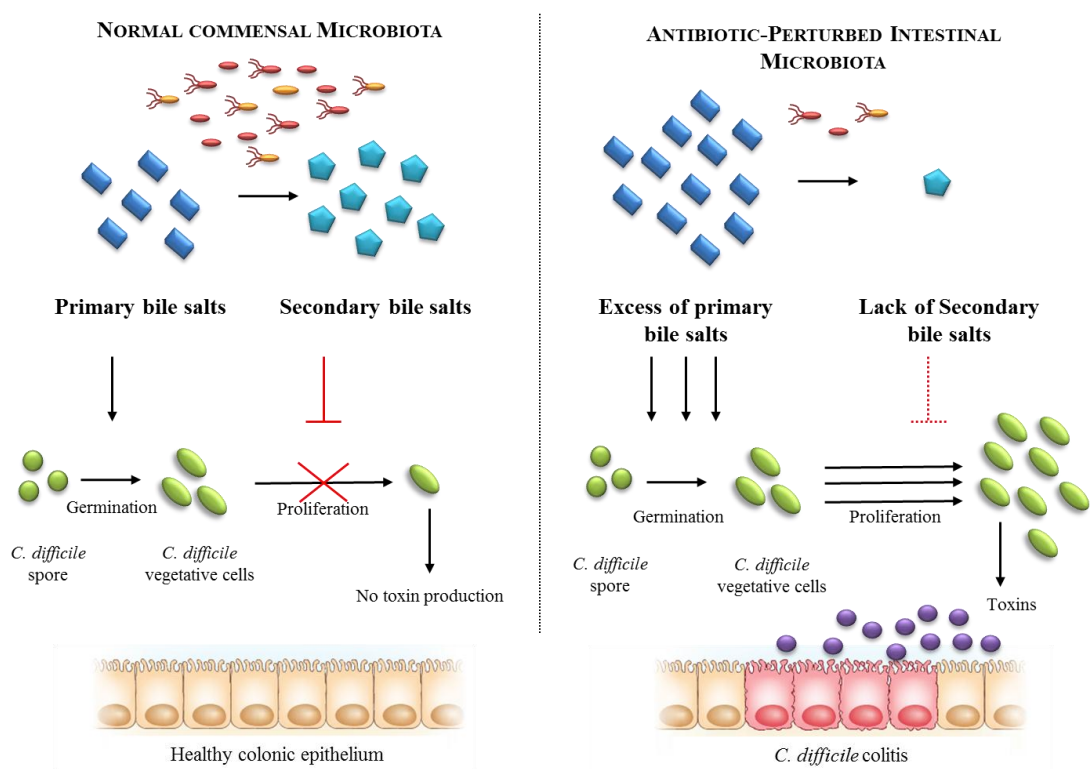 NORMAL COMMENSAL MICROBIOTA
Primary bile salts
Secondary bile salts
Germination
Proliferation
C. difficile
spore
C. difficile
vegetative cells
No toxin production
Healthy colonic epithelium
ANTIBIOTIC-PERTURBED INTESTINAL
MICROBIOTA
Excess of primary
bile salts
Lack of Secondary
bile salts
Germination
Proliferation
C. difficile
spore
C. difficile
vegetative cells
Toxins
C. difficile colitis